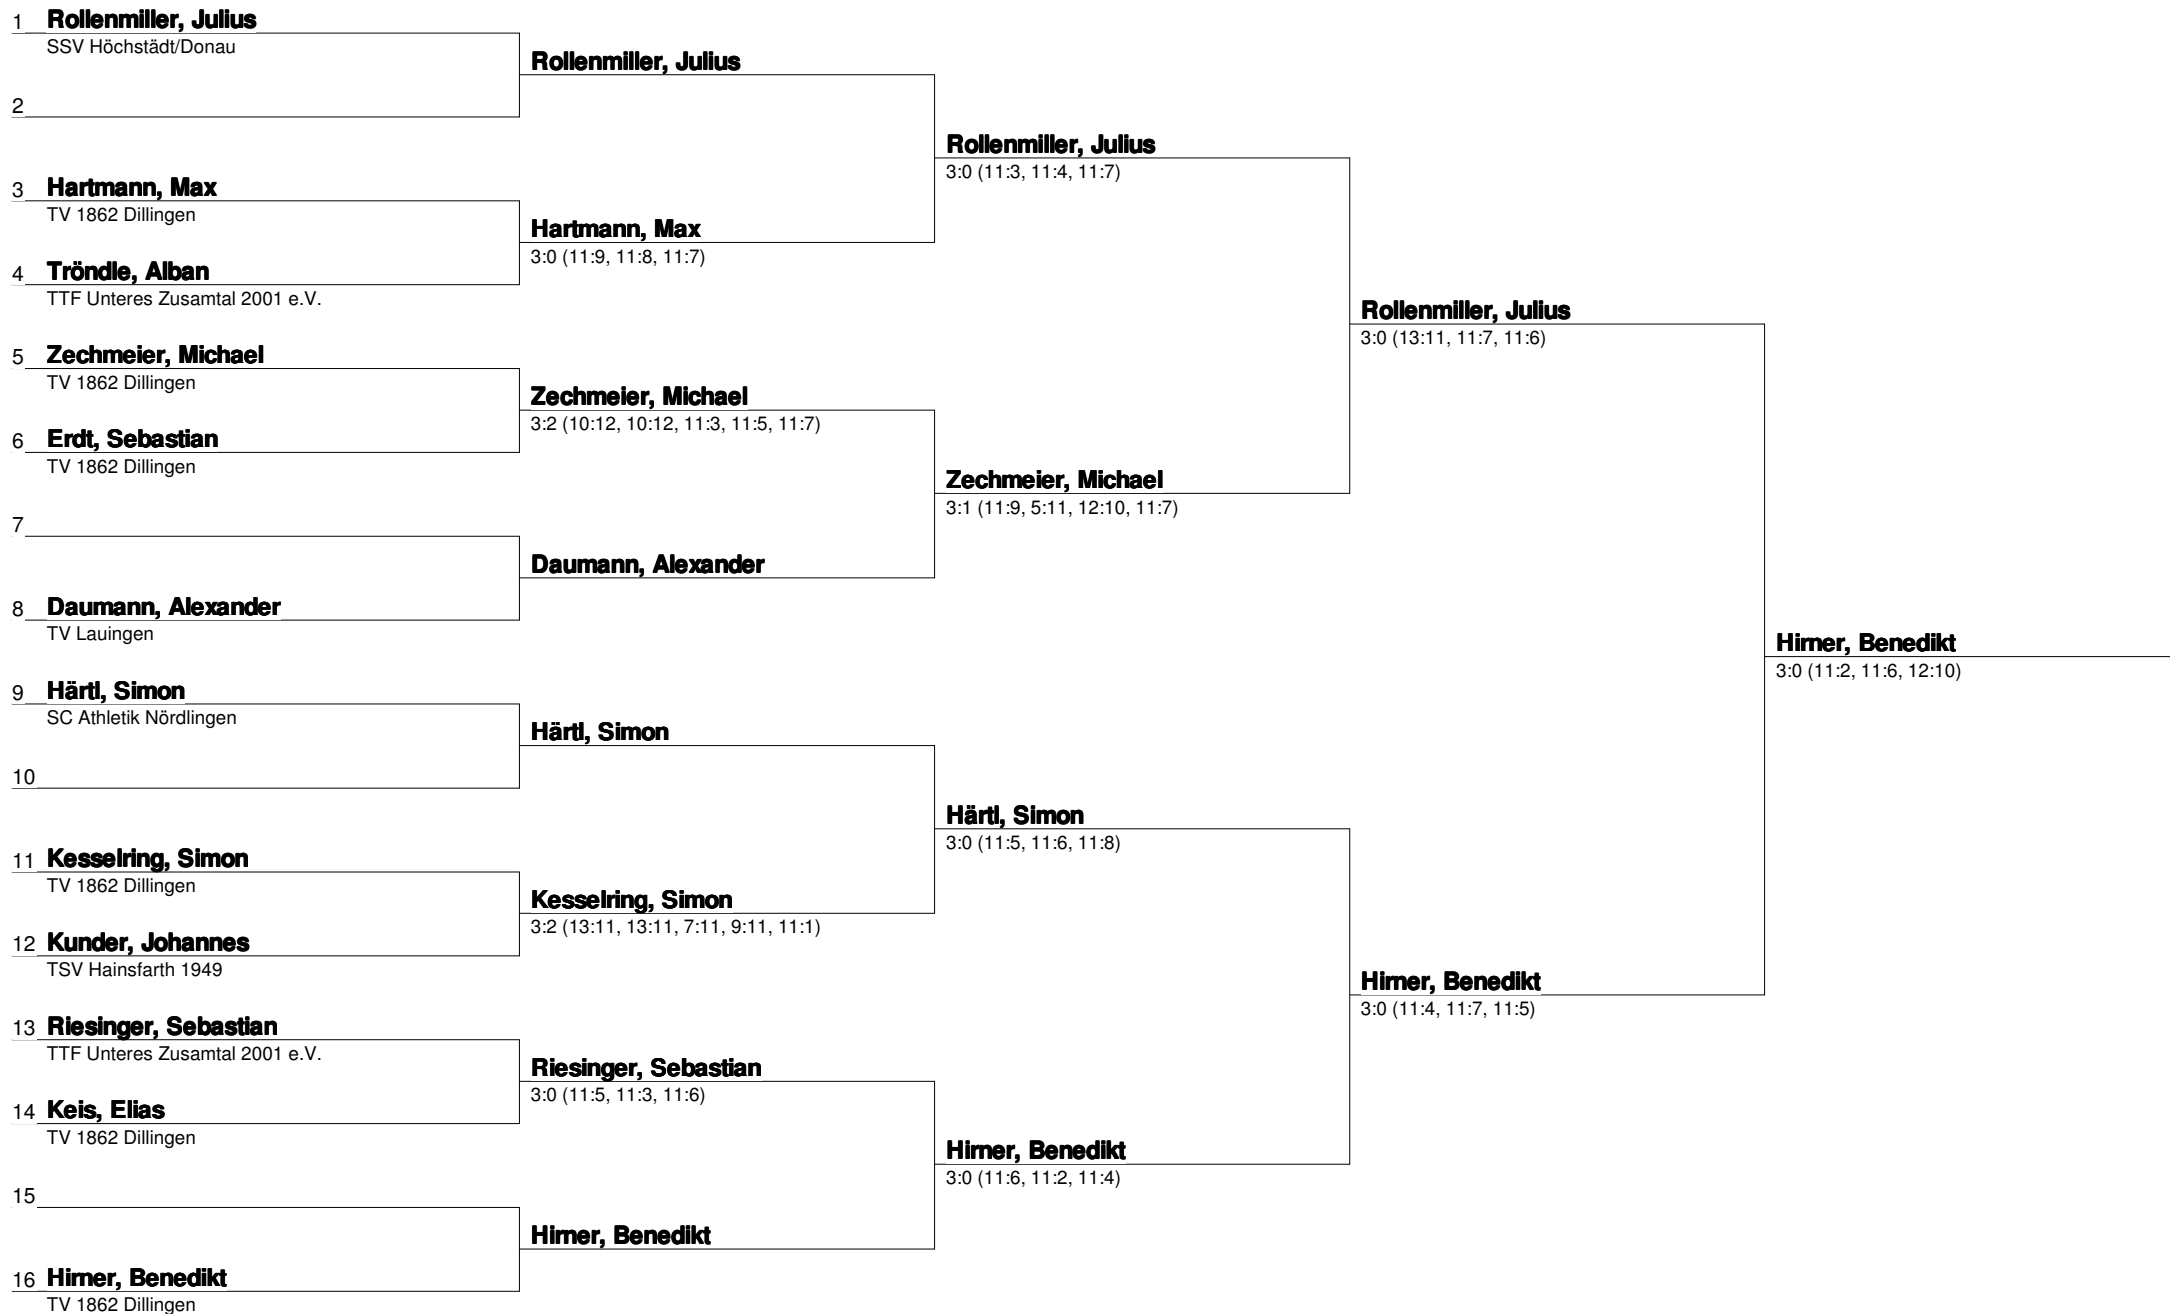 1 Rollenmiller, Julius
SSV Höchstädt/Donau
2
3 Hartmann, Max
TV 1862 Dillingen
4 Tröndle, Alban
TTF Unteres Zusamtal 2001 e.V.
5 Zechmeier, Michael
TV 1862 Dillingen
6 Erdt, Sebastian
TV 1862 Dillingen
7
8 Daumann, Alexander
TV Lauingen
9 Härtl, Simon
SC Athletik Nördlingen
10
11 Kesselring, Simon
TV 1862 Dillingen
12 Kunder, Johannes
TSV Hainsfarth 1949
13 Riesinger, Sebastian
TTF Unteres Zusamtal 2001 e.V.
14 Keis, Elias
TV 1862 Dillingen
15
16 Hirner, Benedikt
TV 1862 Dillingen
Rollenmiller, Julius
Hartmann, Max
3:0 (11:9, 11:8, 11:7)
Zechmeier, Michael
3:2 (10:12, 10:12, 11:3, 11:5, 11:7)
Daumann, Alexander
Härtl, Simon
Kesselring, Simon
3:2 (13:11, 13:11, 7:11, 9:11, 11:1)
Riesinger, Sebastian
3:0 (11:5, 11:3, 11:6)
Hirner, Benedikt
Rollenmiller, Julius
3:0 (11:3, 11:4, 11:7)
Zechmeier, Michael
3:1 (11:9, 5:11, 12:10, 11:7)
Härtl, Simon
3:0 (11:5, 11:6, 11:8)
Hirner, Benedikt
3:0 (11:6, 11:2, 11:4)
Rollenmiller, Julius
3:0 (13:11, 11:7, 11:6)
Hirner, Benedikt
3:0 (11:4, 11:7, 11:5)
Hirner, Benedikt
3:0 (11:2, 11:6, 12:10)